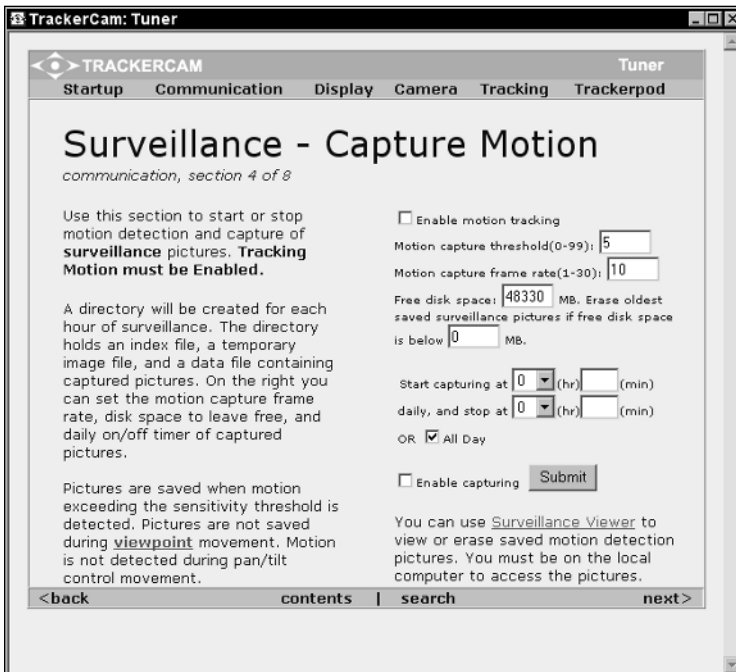 TrackerCam: Tuner
TRACKERCAM
Tuner
Startup Communication Display Camera Tracking Trackerpod
Surveillance - Capture Motion
communication, section 4 of 8
Use this section to start or stop
motion detection and capture of
surveillance pictures. Tracking
Motion must be Enabled.
A directory will be created for each
hour of surveillance. The directory
holds an index file, a temporary
image file, and a data file containing
captured pictures. On the right you
can set the motion capture frame
rate, disk space to leave free, and
daily on/off timer of captured
pictures.
Pictures are saved when motion
exceeding the sensitivity threshold is
detected. Pictures are not saved
during viewpoint movement. Motion
is not detected during pan/tilt
control movement.
Enable motion tracking
Motion capture threshold(0-99): 5
Motion capture frame rate(1-30): 10
Free disk space: 48330 MB. Erase oldest
saved surveillance pictures if free disk space
is below 0 MB.
Start capturing at 0 (hr) (min)
daily, and stop at 0 (hr) (min)
OR All Day
Enable capturing Submit
You can use Surveillance Viewer to
view or erase saved motion detection
pictures. You must be on the local
computer to access the pictures.
<back contents | search next>